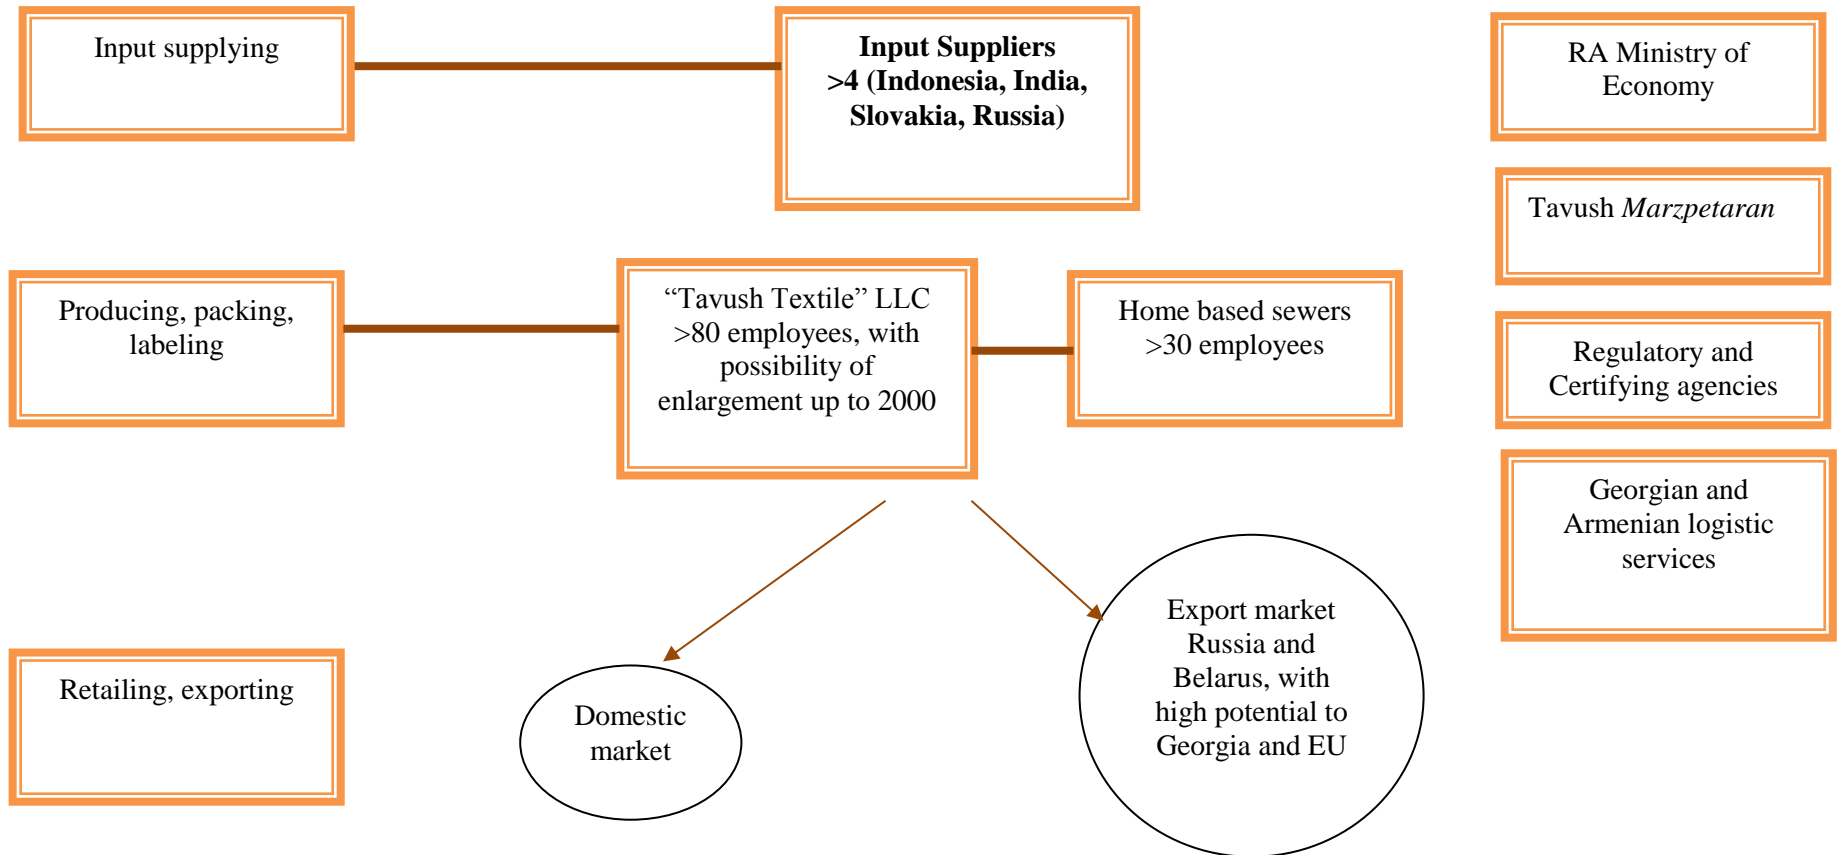 Input supplying
Input Suppliers
>4 (Indonesia, India,
Slovakia, Russia)
RA Ministry of
Economy
Tavush Marzpetaran
Producing, packing,
labeling
“Tavush Textile” LLC
>80 employees, with
possibility of
enlargement up to 2000
Home based sewers
>30 employees
Regulatory and
Certifying agencies
Georgian and
Armenian logistic
services
Retailing, exporting
Domestic
market
Export market
Russia and
Belarus, with
high potential to
Georgia and EU